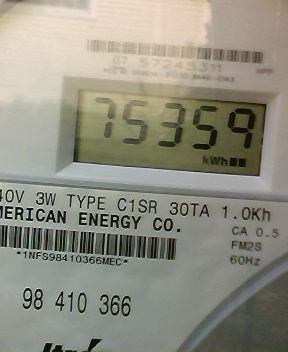 07 57245311
75359
kWh
40V 3W TYPE C1SR 30TA 1.0Kh
MERICAN ENERGY CO.
CA 0.5
FM2S
*1NFS98410366MEC*
60Hz
98 410 366